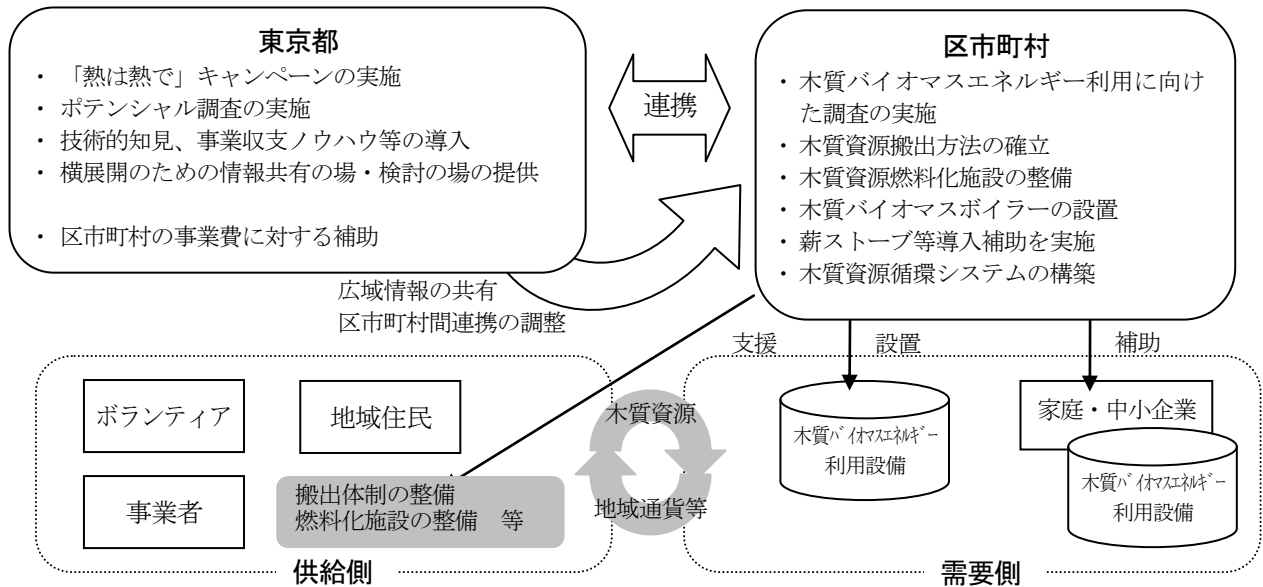 東京都
・ 「熱は熱で」キャンペーンの実施
・ ポテンシャル調査の実施
・ 技術的知見、事業収支ノウハウ等の導入
・ 横展開のための情報共有の場・検討の場の提供
・ 区市町村の事業費に対する補助
連携
区市町村
・ 木質バイオマスエネルギー利用に向け
た調査の実施
・ 木質資源搬出方法の確立
・ 木質資源燃料化施設の整備
・ 木質バイオマスボイラーの設置
・ 薪ストーブ等導入補助を実施
・ 木質資源循環システムの構築
広域情報の共有
区市町村間連携の調整
支援
設置
補助
ボランティア
地域住民
事業者
搬出体制の整備
燃料化施設の整備 等
供給側
木質資源
地域通貨等
木質ﾊﾞｲｵﾏｽｴﾈﾙｷﾞｰ
利用設備
家庭・中小企業
木質ﾊﾞｲｵﾏｽｴﾈﾙｷﾞｰ
利用設備
需要側